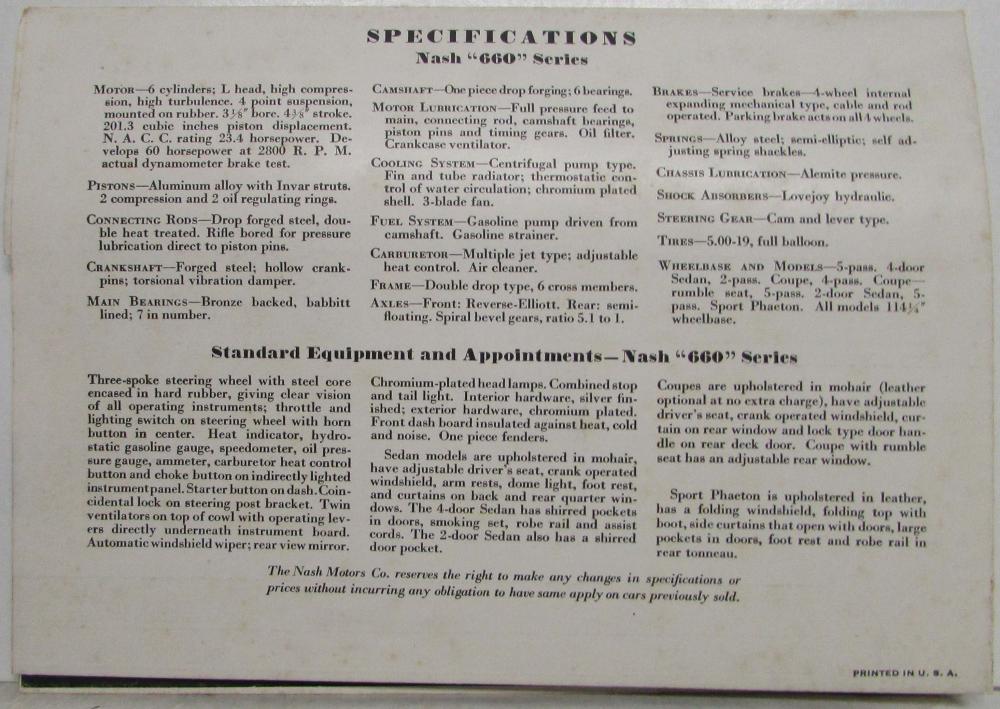 SPECIFICATIONS
Nash “660” Series
MOTOR—6 cylinders; L head, high compres-
sion, high turbulence. 4 point suspension,
mounted on rubber. 3⅛″ bore. 4⅜″ stroke.
201.3 cubic inches piston displacement.
N. A. C. C. rating 23.4 horsepower. De-
velops 60 horsepower at 2800 R. P. M.
actual dynamometer brake test.
PISTONS—Aluminum alloy with Invar struts.
2 compression and 2 oil regulating rings.
CONNECTING RODS—Drop forged steel, dou-
ble heat treated. Rifle bored for pressure
lubrication direct to piston pins.
CRANKSHAFT—Forged steel; hollow crank-
pins; torsional vibration damper.
MAIN BEARINGS—Bronze backed, babbitt
lined; 7 in number.
CAMSHAFT—One piece drop forging; 6 bearings.
MOTOR LUBRICATION—Full pressure feed to
main, connecting rod, camshaft bearings,
piston pins and timing gears. Oil filter.
Crankcase ventilator.
COOLING SYSTEM—Centrifugal pump type.
Fin and tube radiator; thermostatic con-
trol of water circulation; chromium plated
shell. 3-blade fan.
FUEL SYSTEM—Gasoline pump driven from
camshaft. Gasoline strainer.
CARBURETOR—Multiple jet type; adjustable
heat control. Air cleaner.
FRAME—Double drop type, 6 cross members.
AXLES—Front: Reverse-Elliott. Rear: semi-
floating. Spiral bevel gears, ratio 5.1 to 1.
BRAKES—Service brakes—4-wheel internal
expanding mechanical type, cable and rod
operated. Parking brake acts on all 4 wheels.
SPRINGS—Alloy steel; semi-elliptic; self ad-
justing spring shackles.
CHASSIS LUBRICATION—Alemite pressure.
SHOCK ABSORBERS—Lovejoy hydraulic.
STEERING GEAR—Cam and lever type.
TIRES—5.00-19, full balloon.
WHEELBASE AND MODELS—5-pass. 4-door
Sedan, 2-pass. Coupe, 4-pass. Coupe—
rumble seat, 5-pass. 2-door Sedan, 5-
pass. Sport Phaeton. All models 114¼″
wheelbase.
Standard Equipment and Appointments—Nash “660” Series
Three-spoke steering wheel with steel core
encased in hard rubber, giving clear vision
of all operating instruments; throttle and
lighting switch on steering wheel with horn
button in center. Heat indicator, hydro-
static gasoline gauge, speedometer, oil pres-
sure gauge, ammeter, carburetor heat control
button and choke button on indirectly lighted
instrument panel. Starter button on dash. Coin-
cidental lock on steering post bracket. Twin
ventilators on top of cowl with operating lev-
ers directly underneath instrument board.
Automatic windshield wiper; rear view mirror.
Chromium-plated head lamps. Combined stop
and tail light. Interior hardware, silver fin-
ished; exterior hardware, chromium plated.
Front dash board insulated against heat, cold
and noise. One piece fenders.
Sedan models are upholstered in mohair,
have adjustable driver's seat, crank operated
windshield, arm rests, dome light, foot rest,
and curtains on back and rear quarter win-
dows. The 4-door Sedan has shirred pockets
in doors, smoking set, robe rail and assist
cords. The 2-door Sedan also has a shirred
door pocket.
Coupes are upholstered in mohair (leather
optional at no extra charge), have adjustable
driver's seat, crank operated windshield, cur-
tain on rear window and lock type door han-
dle on rear deck door. Coupe with rumble
seat has an adjustable rear window.
Sport Phaeton is upholstered in leather,
has a folding windshield, folding top with
boot, side curtains that open with doors, large
pockets in doors, foot rest and robe rail in
rear tonneau.
The Nash Motors Co. reserves the right to make any changes in specifications or
prices without incurring any obligation to have same apply on cars previously sold.
PRINTED IN U. S. A.